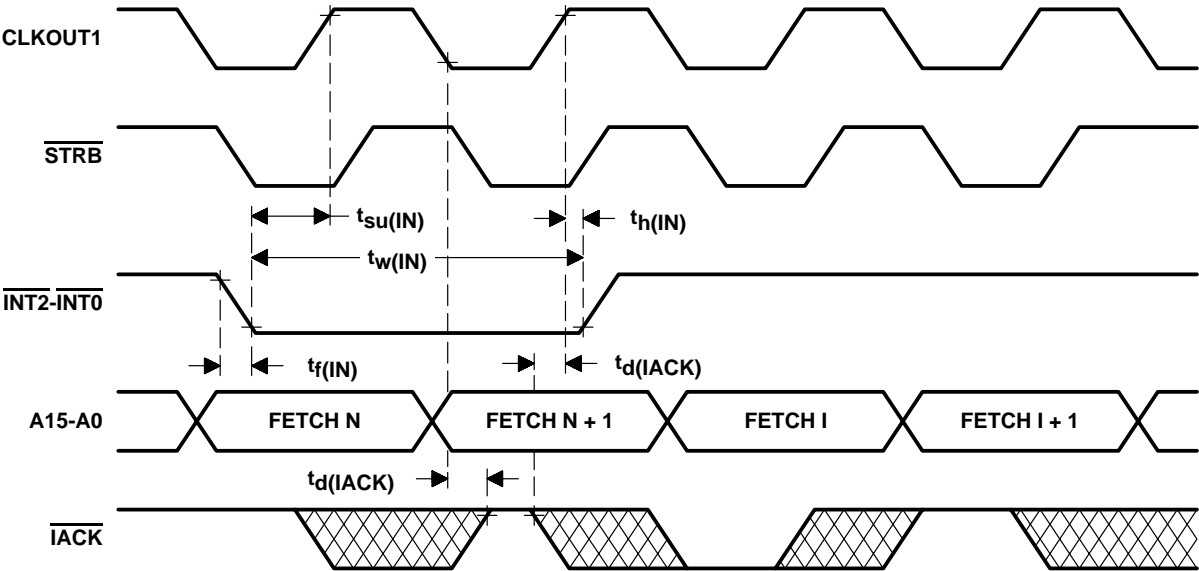 CLKOUT1
STRB
tsu(IN)
th(IN)
tw(IN)
INT2-INT0
tf(IN)
td(IACK)
A15-A0
FETCH N
FETCH N + 1
FETCH I
FETCH I + 1
td(IACK)
IACK